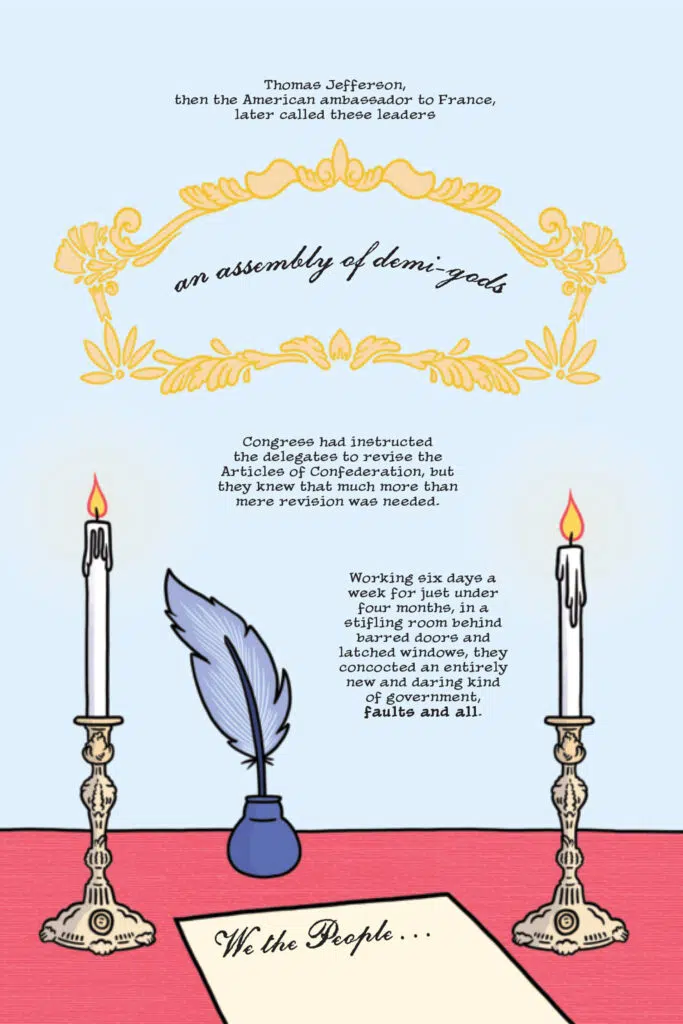 Thomas Jefferson,
then the American ambassador to France,
later called these leaders
an assembly of demi-gods
Congress had instructed
the delegates to revise the
Articles of Confederation, but
they knew that much more than
mere revision was needed.
Working six days a
week for just under
four months, in a
stifling room behind
barred doors and
latched windows, they
concocted an entirely
new and daring kind
of government,
faults and all.
We the People . . .